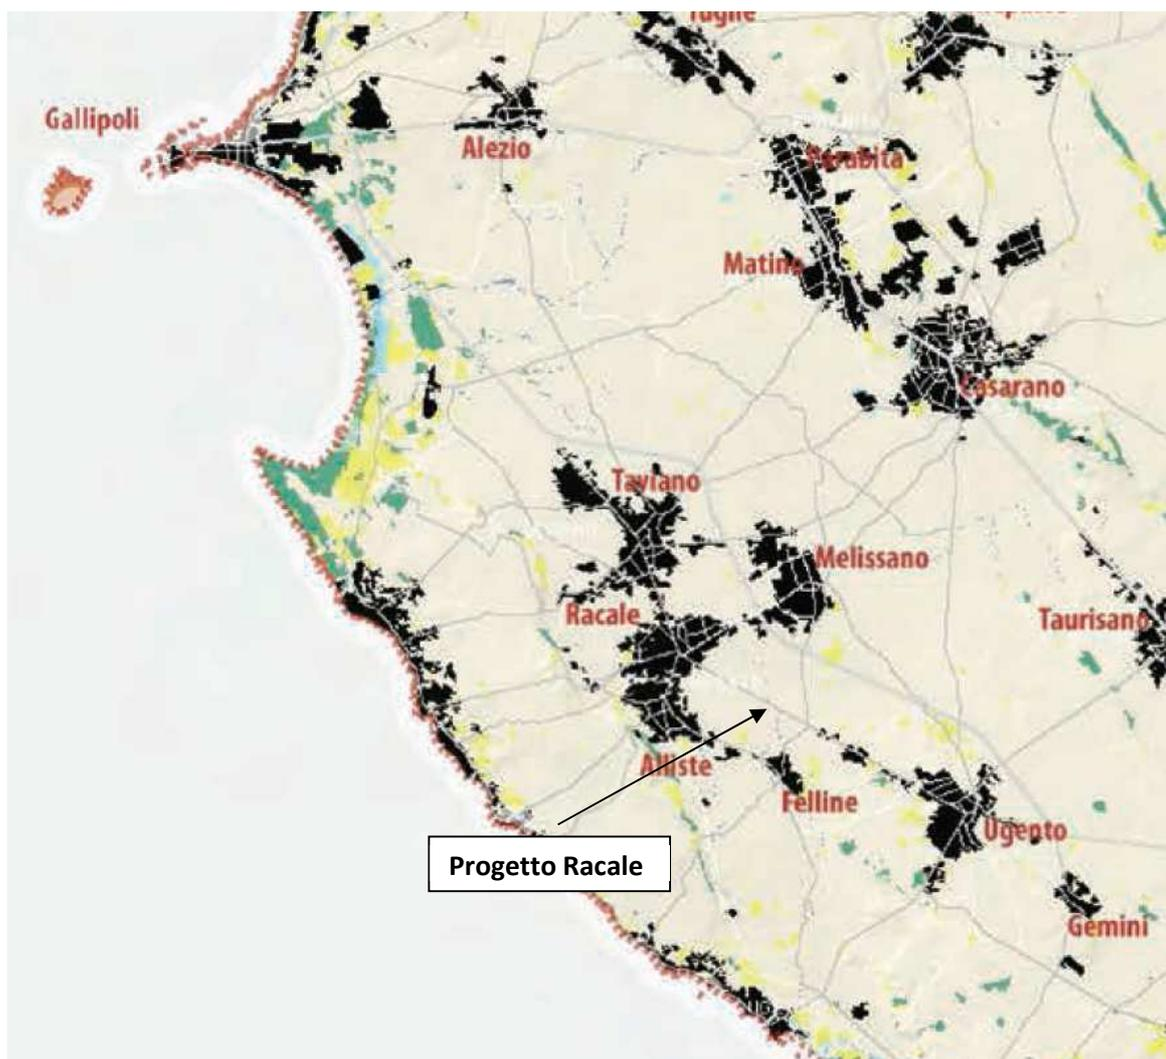 Gallipoli
Alezio
Parabita
Matino
Casarano
Taviano
Melissano
Racale
Taurisano
Alliste
Felline
Ugento
Progetto Racale
Gemini